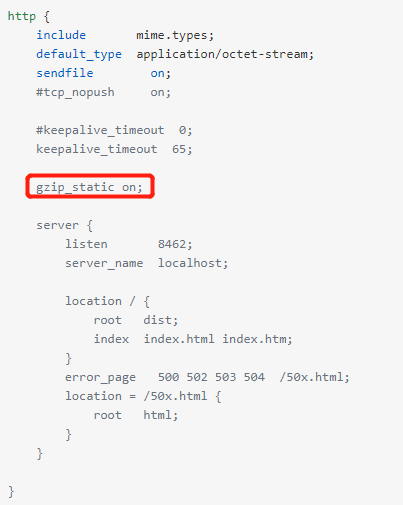 http {
    include       mime.types;
    default_type  application/octet-stream;
    sendfile        on;
    #tcp_nopush     on;

    #keepalive_timeout  0;
    keepalive_timeout  65;

    gzip_static on;

    server {
        listen       8462;
        server_name  localhost;

        location / {
            root   dist;
            index  index.html index.htm;
        }
        error_page   500 502 503 504  /50x.html;
        location = /50x.html {
            root   html;
        }
    }

}